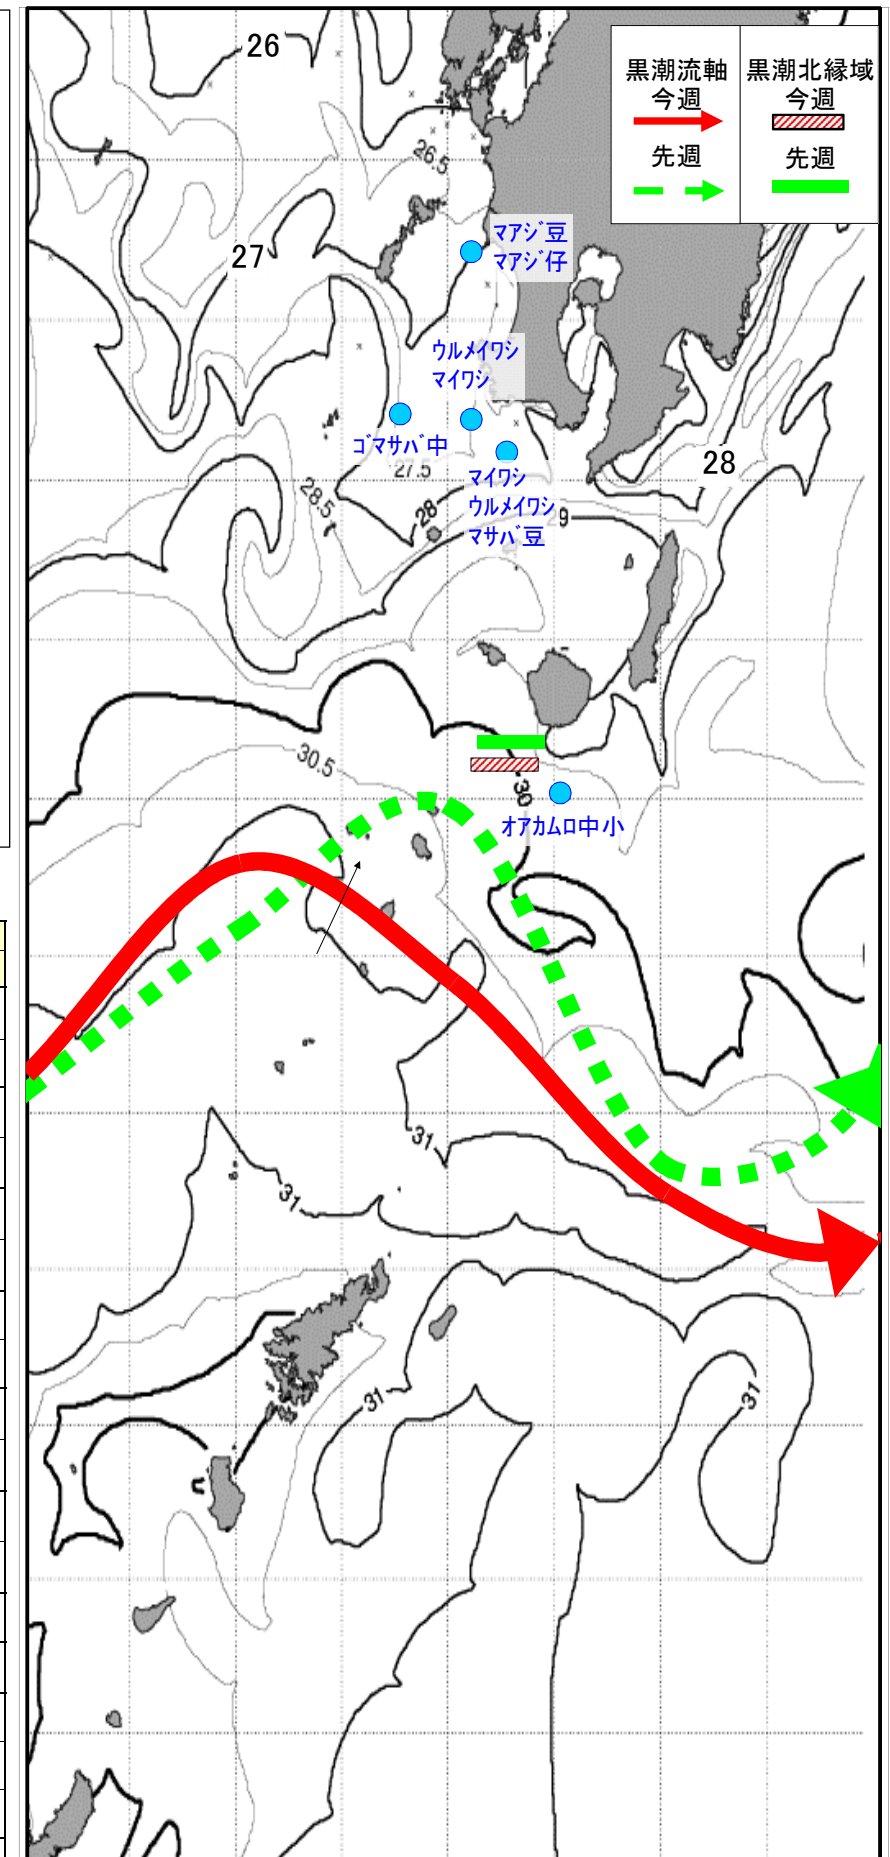 26
黒潮流軸
今週
先週
黒潮北縁域
今週
先週
26.5
27
マアジ豆
マアジ仔
ウルメイワシ
マイワシ
ゴマサバ中
27.5
28
28.5
28
マイワシ
ウルメイワシ
マサバ豆
29
30.5
30
オアカムロ中小
31
31
31
31